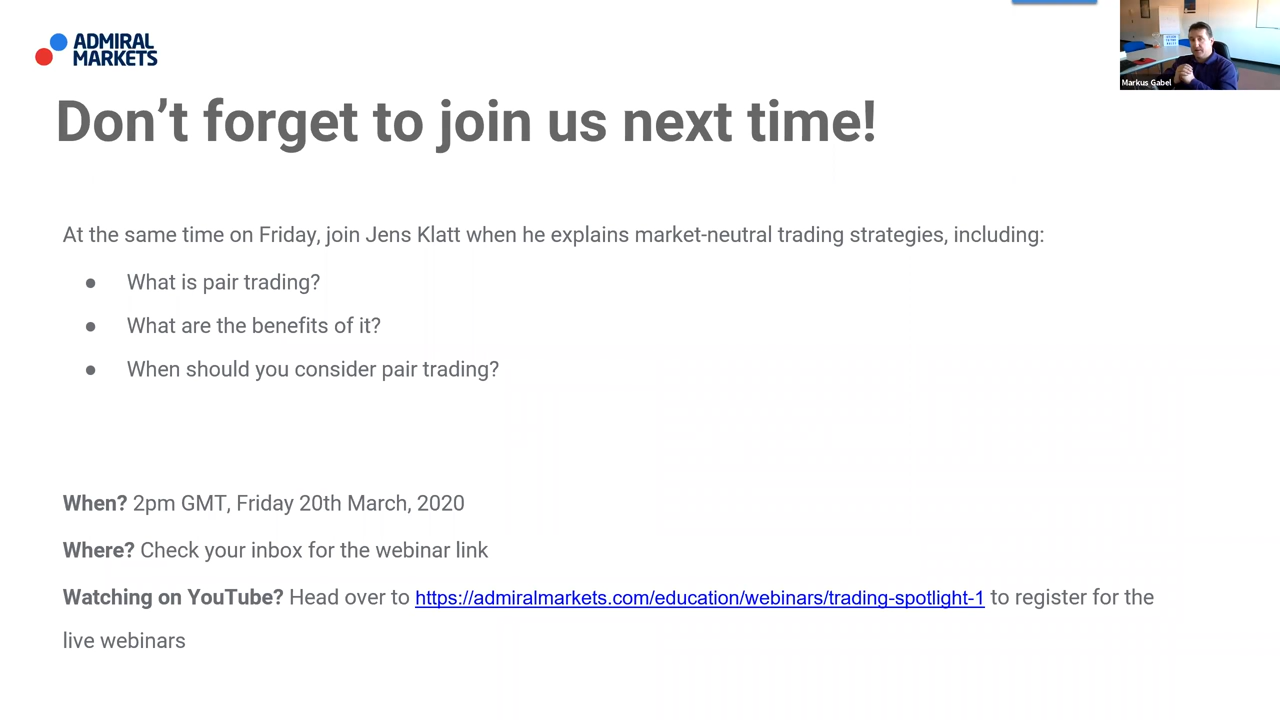 ADMIRAL
MARKETS
Markus Gabel
Don’t forget to join us next time!
At the same time on Friday, join Jens Klatt when he explains market-neutral trading strategies, including:
● What is pair trading?
● What are the benefits of it?
● When should you consider pair trading?
When? 2pm GMT, Friday 20th March, 2020
Where? Check your inbox for the webinar link
Watching on YouTube? Head over to https://admiralmarkets.com/education/webinars/trading-spotlight-1 to register for the
live webinars